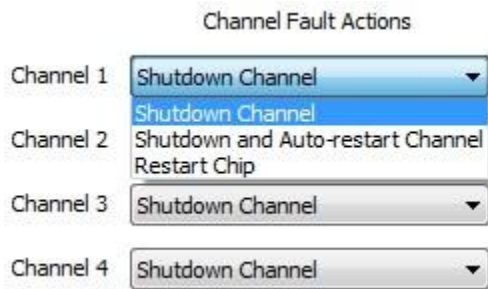 Channel Fault Actions
Channel 1 Shutdown Channel
Shutdown Channel
Channel 2 Shutdown and Auto-restart Channel
Restart Chip
Channel 3 Shutdown Channel
Channel 4 Shutdown Channel